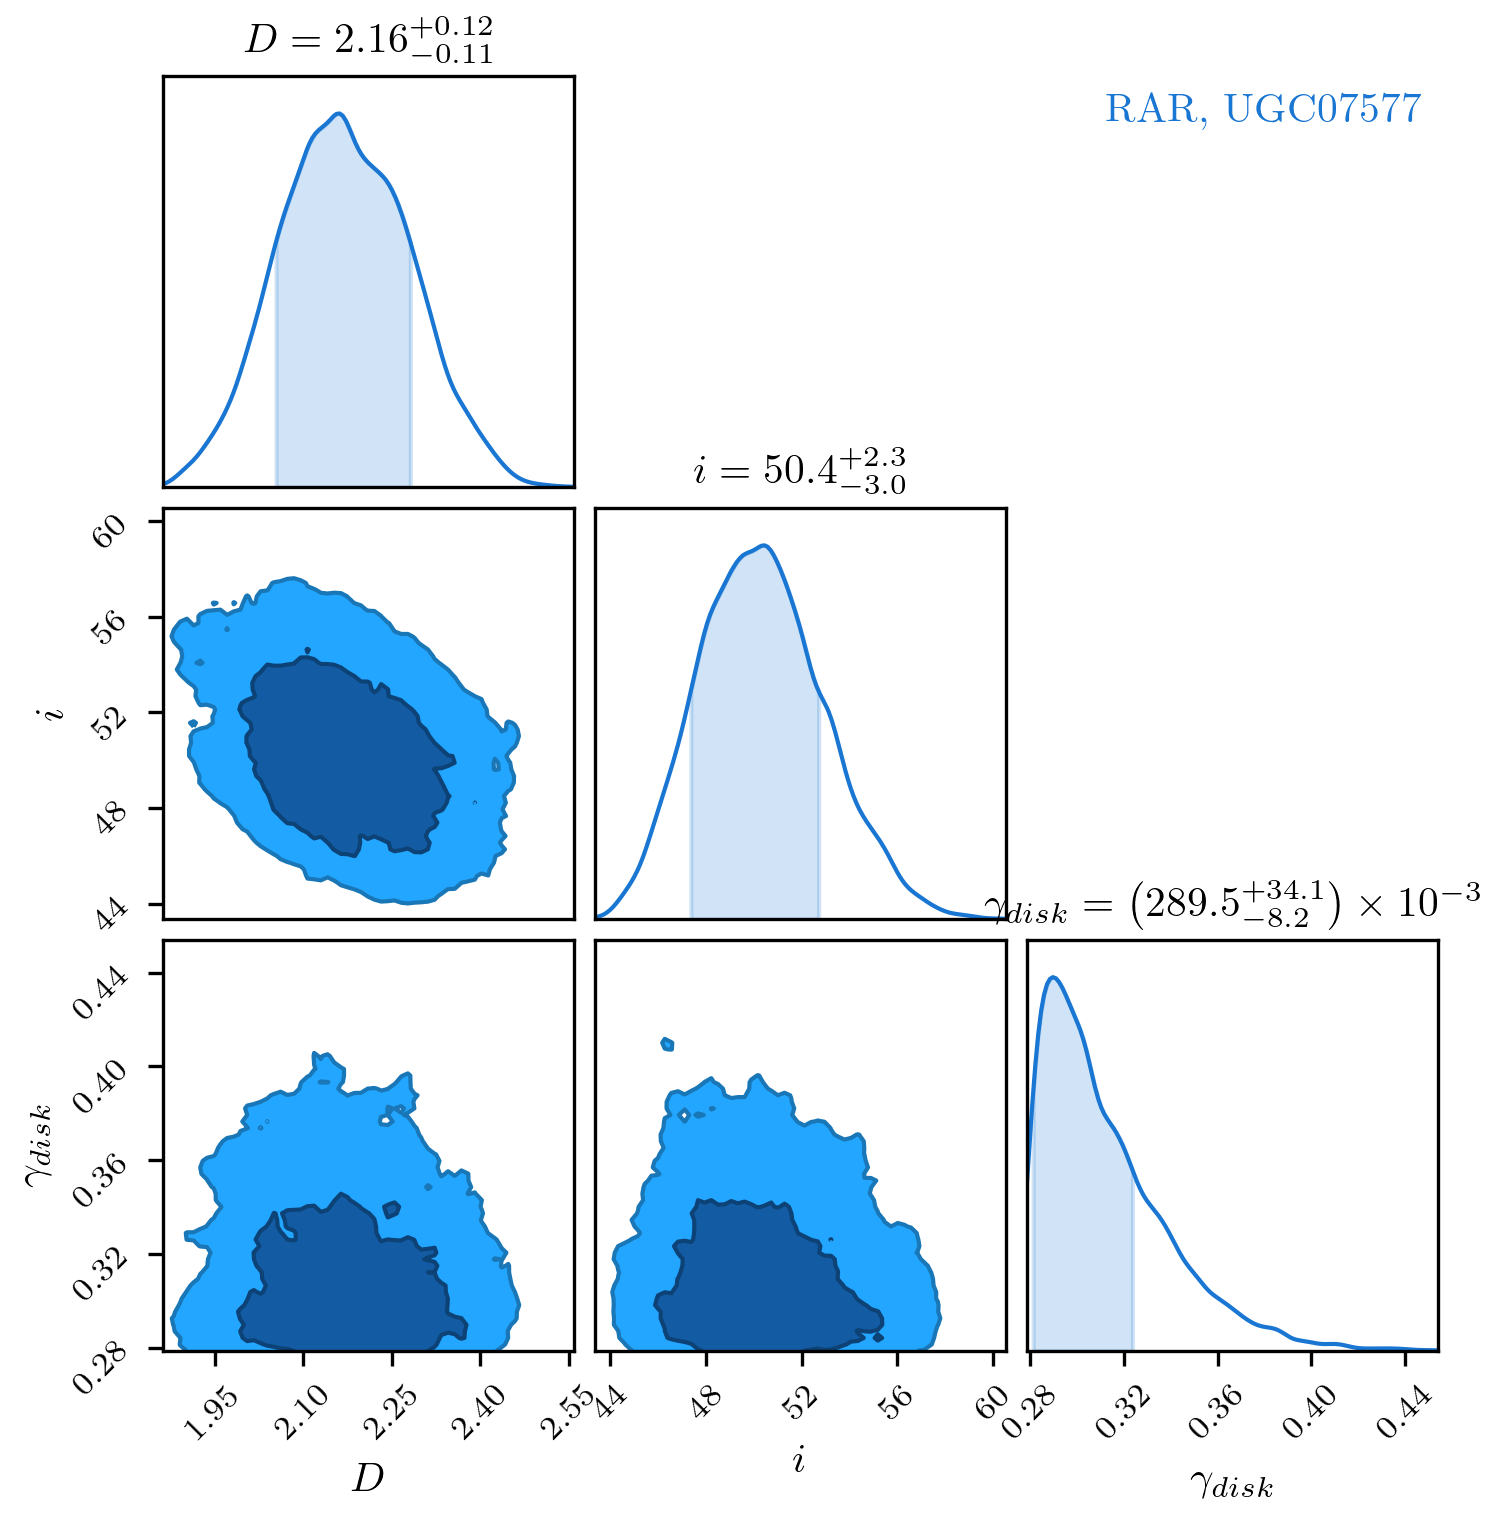 D = 2.16^{+0.12}_{-0.11}
RAR, UGC07577
i = 50.4^{+2.3}_{-3.0}
60
56
52
48
44
i
γ_{disk} = (289.5^{+34.1}_{-8.2}) × 10^{-3}
0.44
0.40
0.36
0.32
0.28
γ_{disk}
1.95 2.10 2.25 2.40 2.55
44 48 52 56 60
0.28 0.32 0.36 0.40 0.44
D
i
γ_{disk}